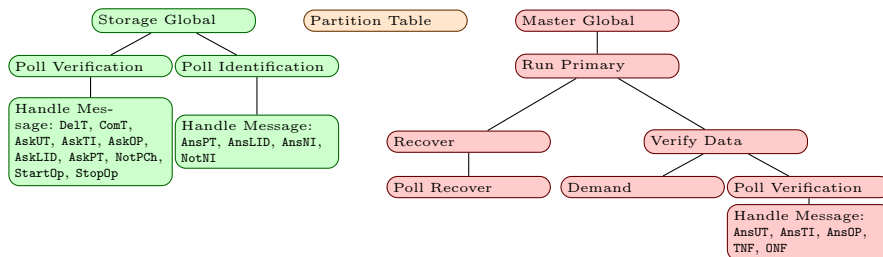 Storage Global
Partition Table
Master Global
Poll Verification
Poll Identification
Run Primary
Handle Mes-
sage: DelT, ComT,
AskUT, AskTI, AskOP,
AskLID, AskPT, NotPCh,
StartOp, StopOp
Handle Message:
AnsPT, AnsLID, AnsNI,
NotNI
Recover
Verify Data
Poll Recover
Demand
Poll Verification
Handle Message:
AnsUT, AnsTI, AnsOP,
TNF, ONF